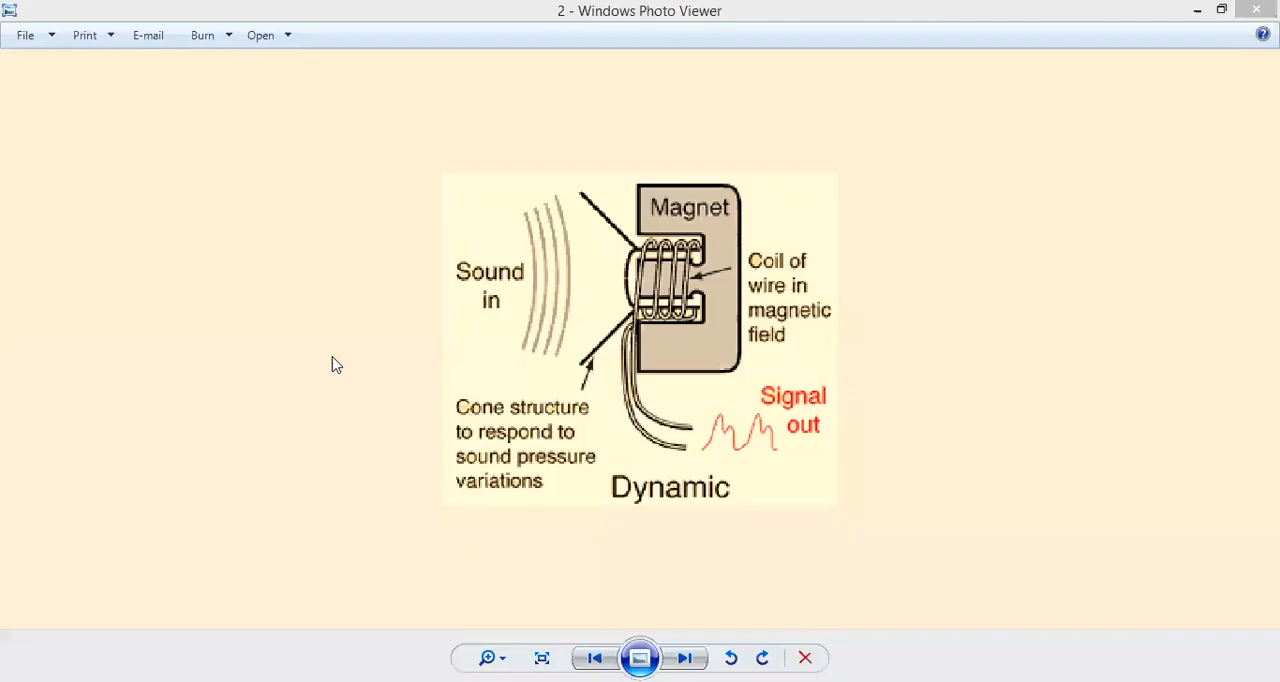 2 - Windows Photo Viewer
File Print E-mail Burn Open
Magnet
Sound
in
Coil of
wire in
magnetic
field
Cone structure
to respond to
sound pressure
variations
Signal
out
Dynamic